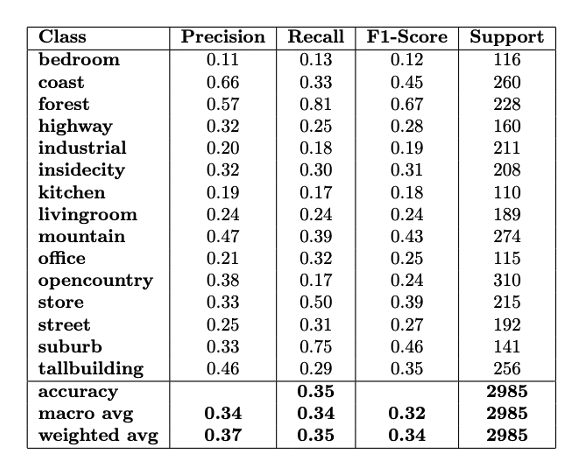 Class Precision Recall F1-Score Support
bedroom 0.11 0.13 0.12 116
coast 0.66 0.33 0.45 260
forest 0.57 0.81 0.67 228
highway 0.32 0.25 0.28 160
industrial 0.20 0.18 0.19 211
insidecity 0.32 0.30 0.31 208
kitchen 0.19 0.17 0.18 110
livingroom 0.24 0.24 0.24 189
mountain 0.47 0.39 0.43 274
office 0.21 0.32 0.25 115
opencountry 0.38 0.17 0.24 310
store 0.33 0.50 0.39 215
street 0.25 0.31 0.27 192
suburb 0.33 0.75 0.46 141
tallbuilding 0.46 0.29 0.35 256
accuracy 0.35 2985
macro avg 0.34 0.34 0.32 2985
weighted avg 0.37 0.35 0.34 2985